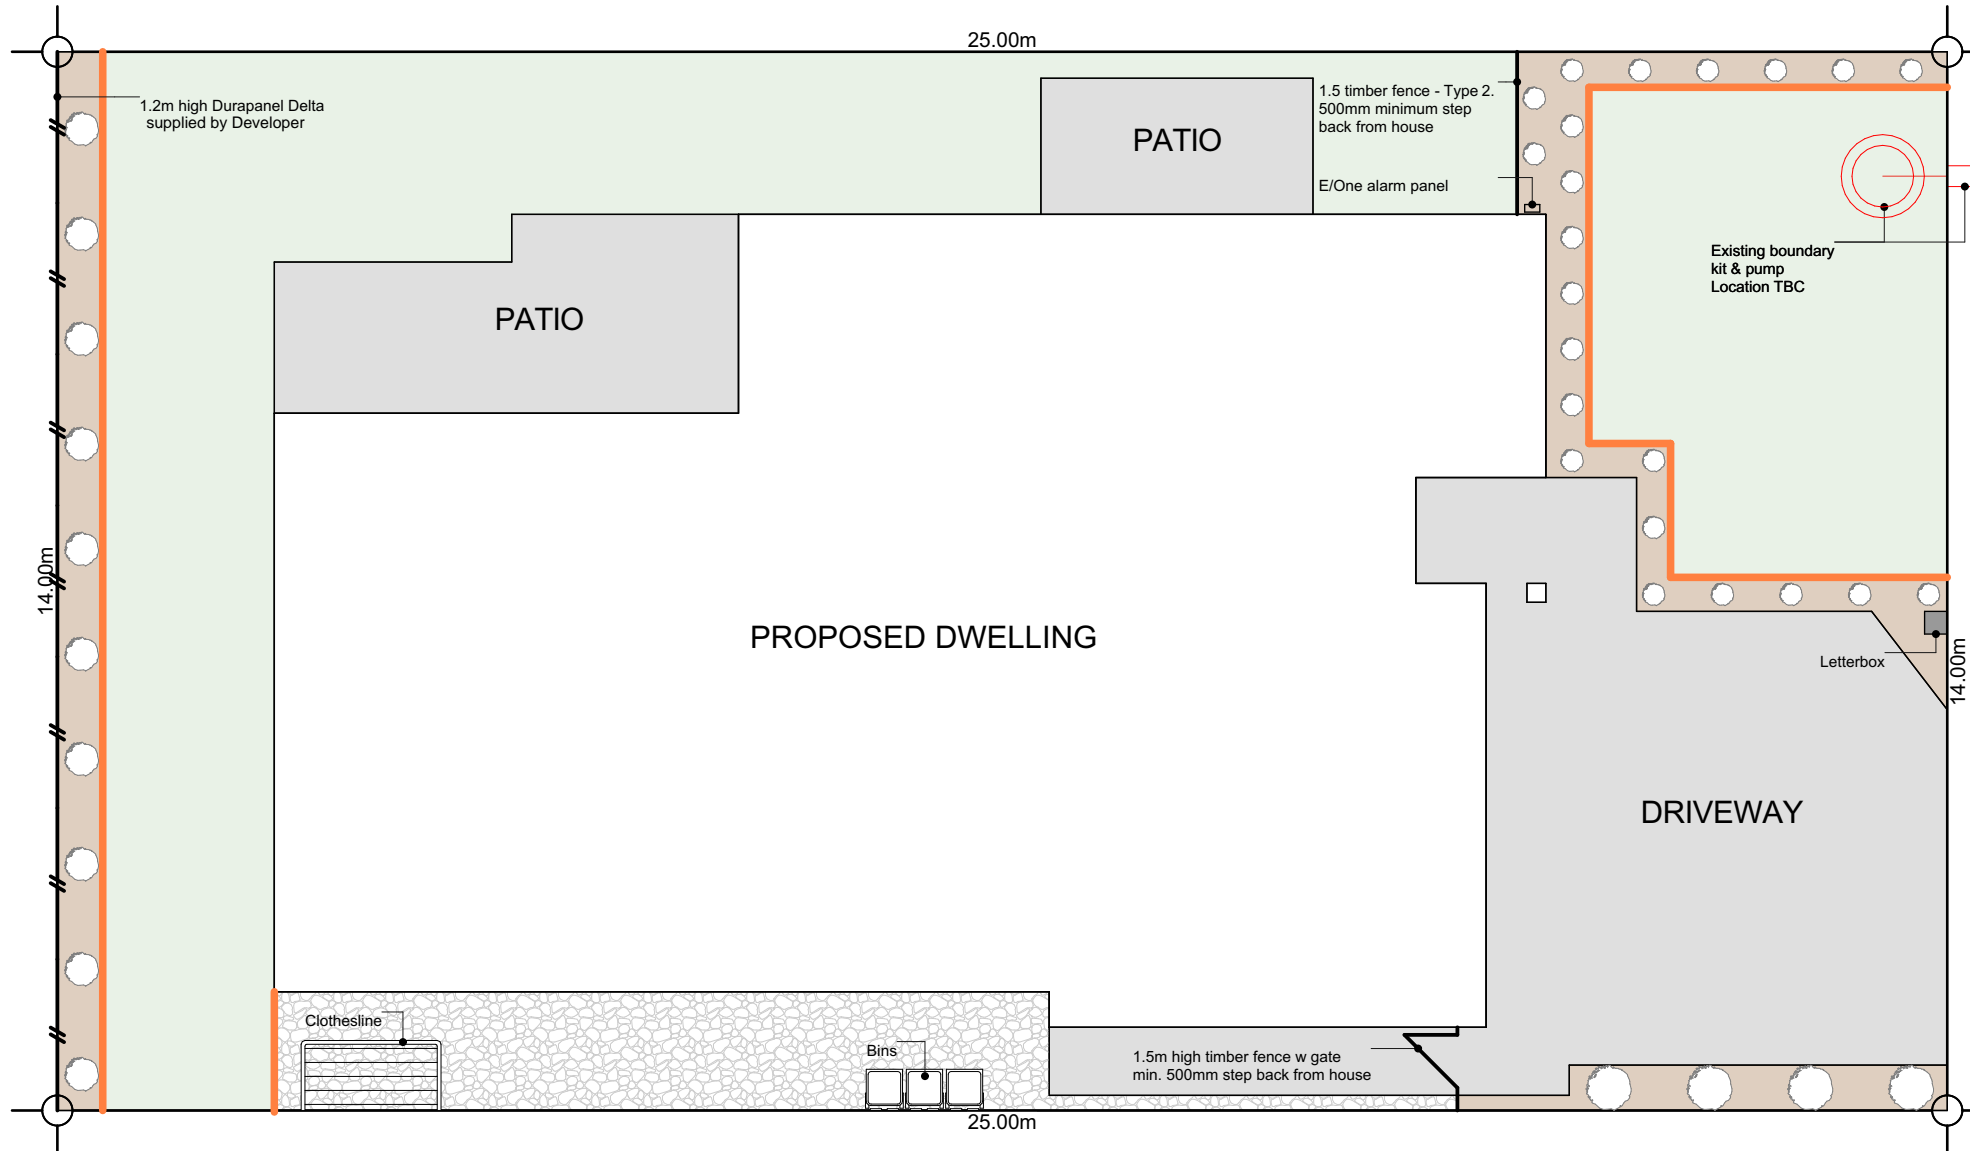 25.00m
1.2m high Durapanel Delta
supplied by Developer
PATIO
1.5 timber fence - Type 2.
500mm minimum step
back from house
E/One alarm panel
Existing boundary
kit & pump
Location TBC
PATIO
14.00m
PROPOSED DWELLING
Letterbox
14.00m
DRIVEWAY
Clothesline
Bins
1.5m high timber fence w gate
min. 500mm step back from house
25.00m